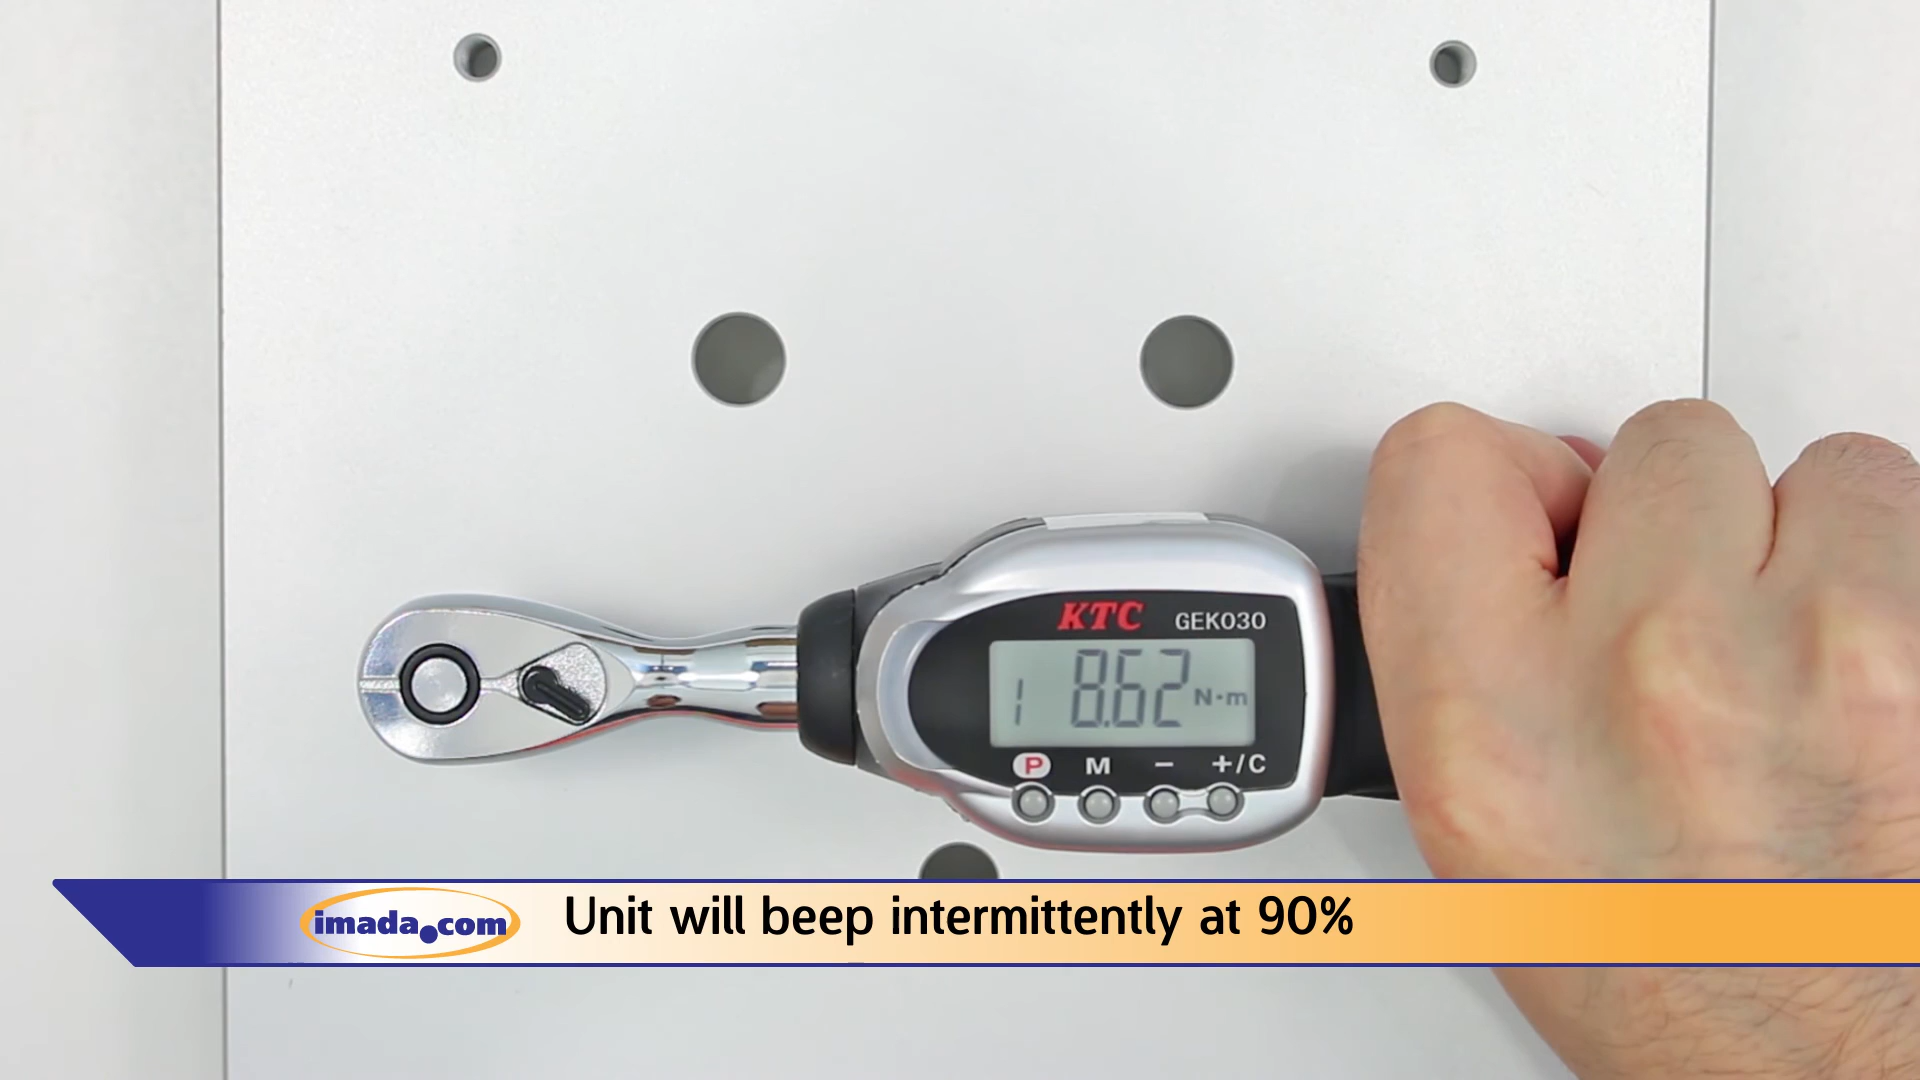 KTC GEK030
1 8.62 N·m
P M − +/C
imada.com Unit will beep intermittently at 90%